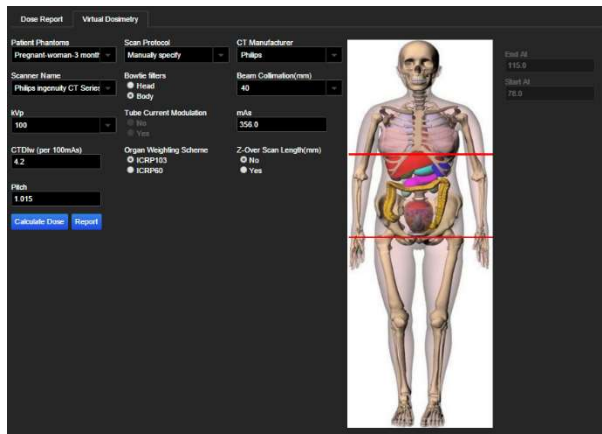 Dose Report Virtual Dosimetry
Patient Phantoms Scan Protocol CT Manufacturer
Pregnant-woman-3 month Manually specify Philips
End At
115.0
Scanner Name Bowtie filters Beam Collimation(mm)
Start At
Philips ingenuity CT Series Head 40
78.0
Body
kVp Tube Current Modulation mAs
100 No 356.0
Yes
CTDIw (per 100mAs) Organ Weighting Scheme Z-Over Scan Length(mm)
4.2 ICRP103 No
ICRP60 Yes
Pitch
1.015
Calculate Dose Report